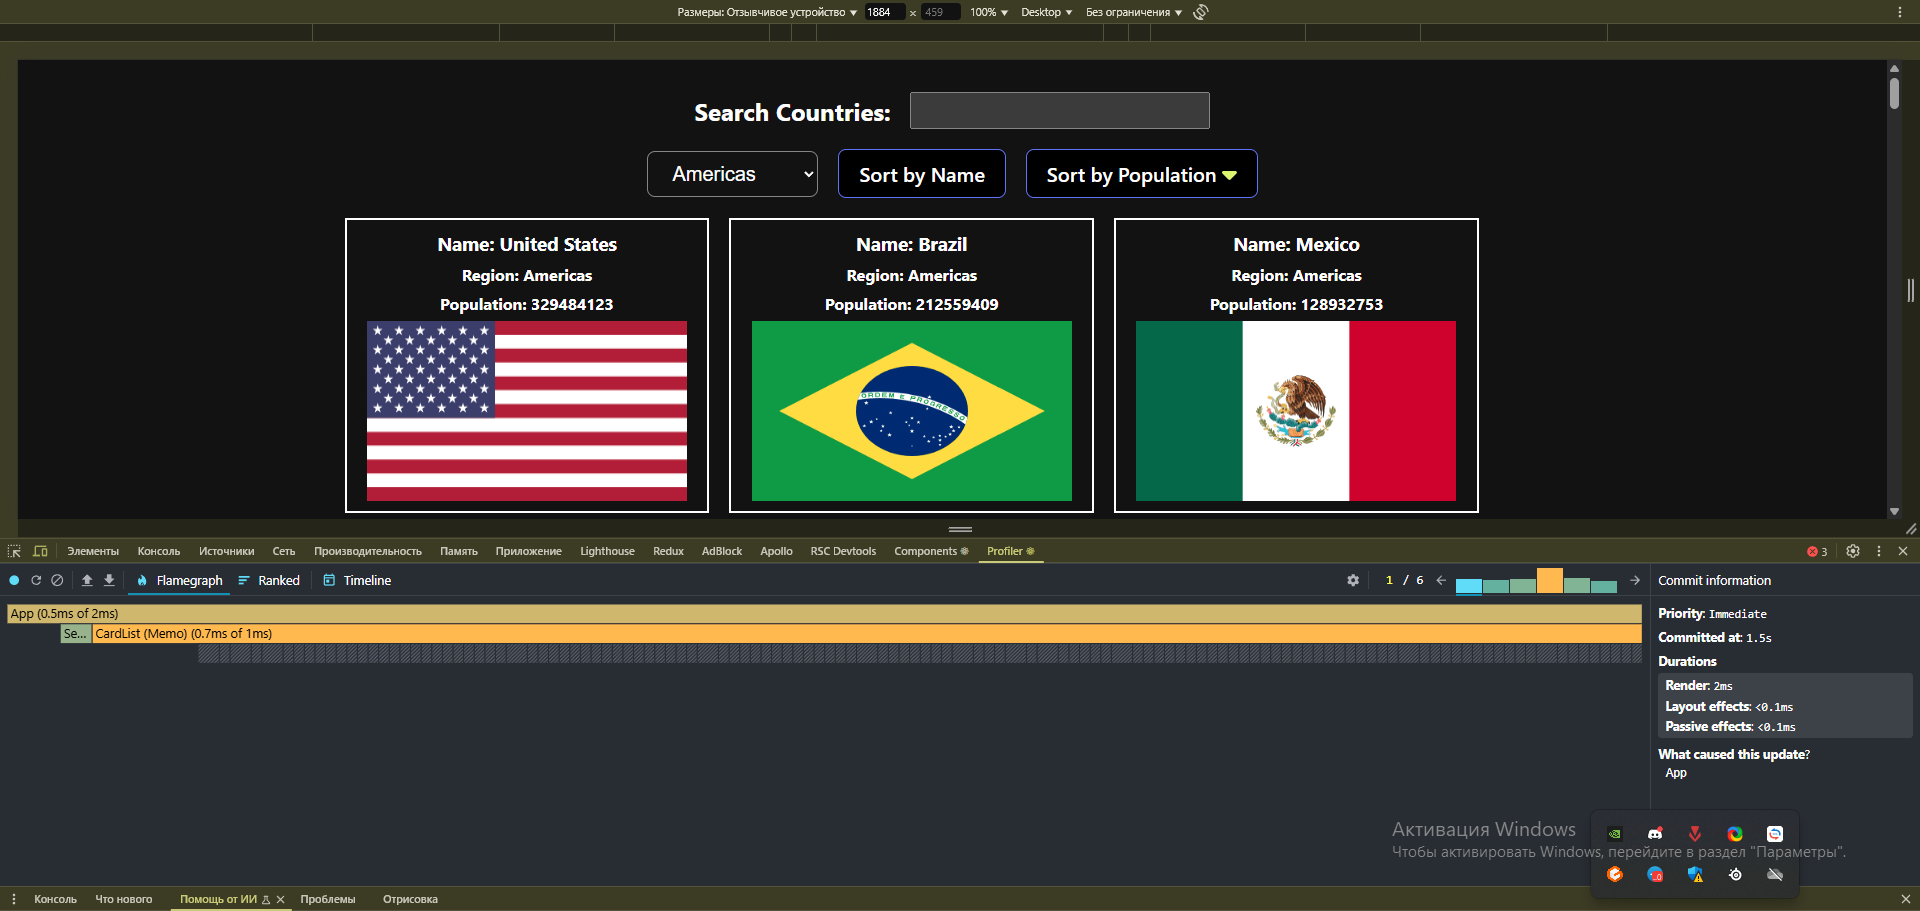 Размеры: Отзывчивое устройство ▼ 1884 × 459 100% ▼ Desktop ▼ Без ограничения ▼
Search Countries:
Americas Sort by Name Sort by Population
Name: United States
Region: Americas
Population: 329484123
Name: Brazil
Region: Americas
Population: 212559409
ORDEM E PROGRESSO
Name: Mexico
Region: Americas
Population: 128932753
Элементы Консоль Источники Сеть Производительность Память Приложение Lighthouse Redux AdBlock Apollo RSC Devtools Components Profiler 3
Flamegraph Ranked Timeline 1 / 6
App (0.5ms of 2ms)
Se... CardList (Memo) (0.7ms of 1ms)
Commit information
Priority: Immediate
Committed at: 1.5s
Durations
Render: 2ms
Layout effects: <0.1ms
Passive effects: <0.1ms
What caused this update?
App
Активация Windows
Чтобы активировать Windows, перейдите в раздел "Параметры".
Консоль Что нового Помощь от ИИ Проблемы Отрисовка